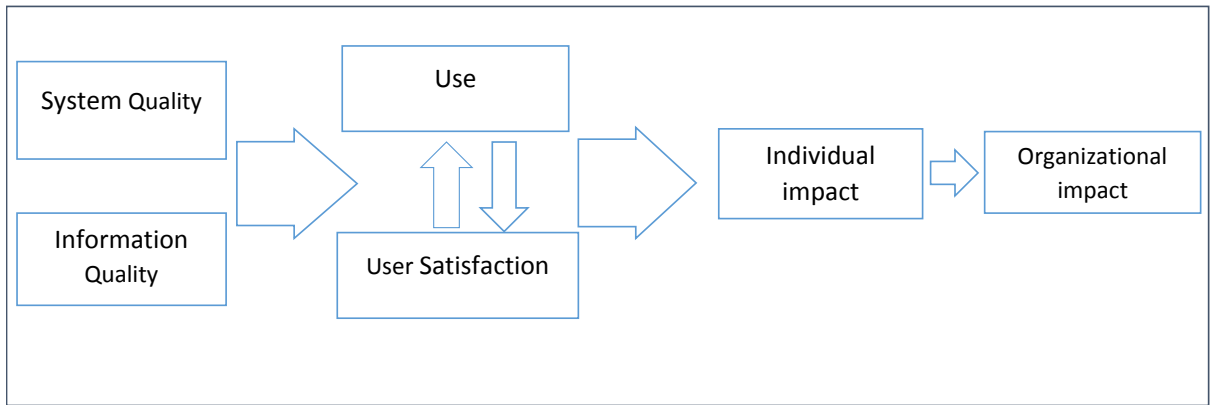 System Quality
Information
Quality
Use
User Satisfaction
Individual
impact
Organizational
impact